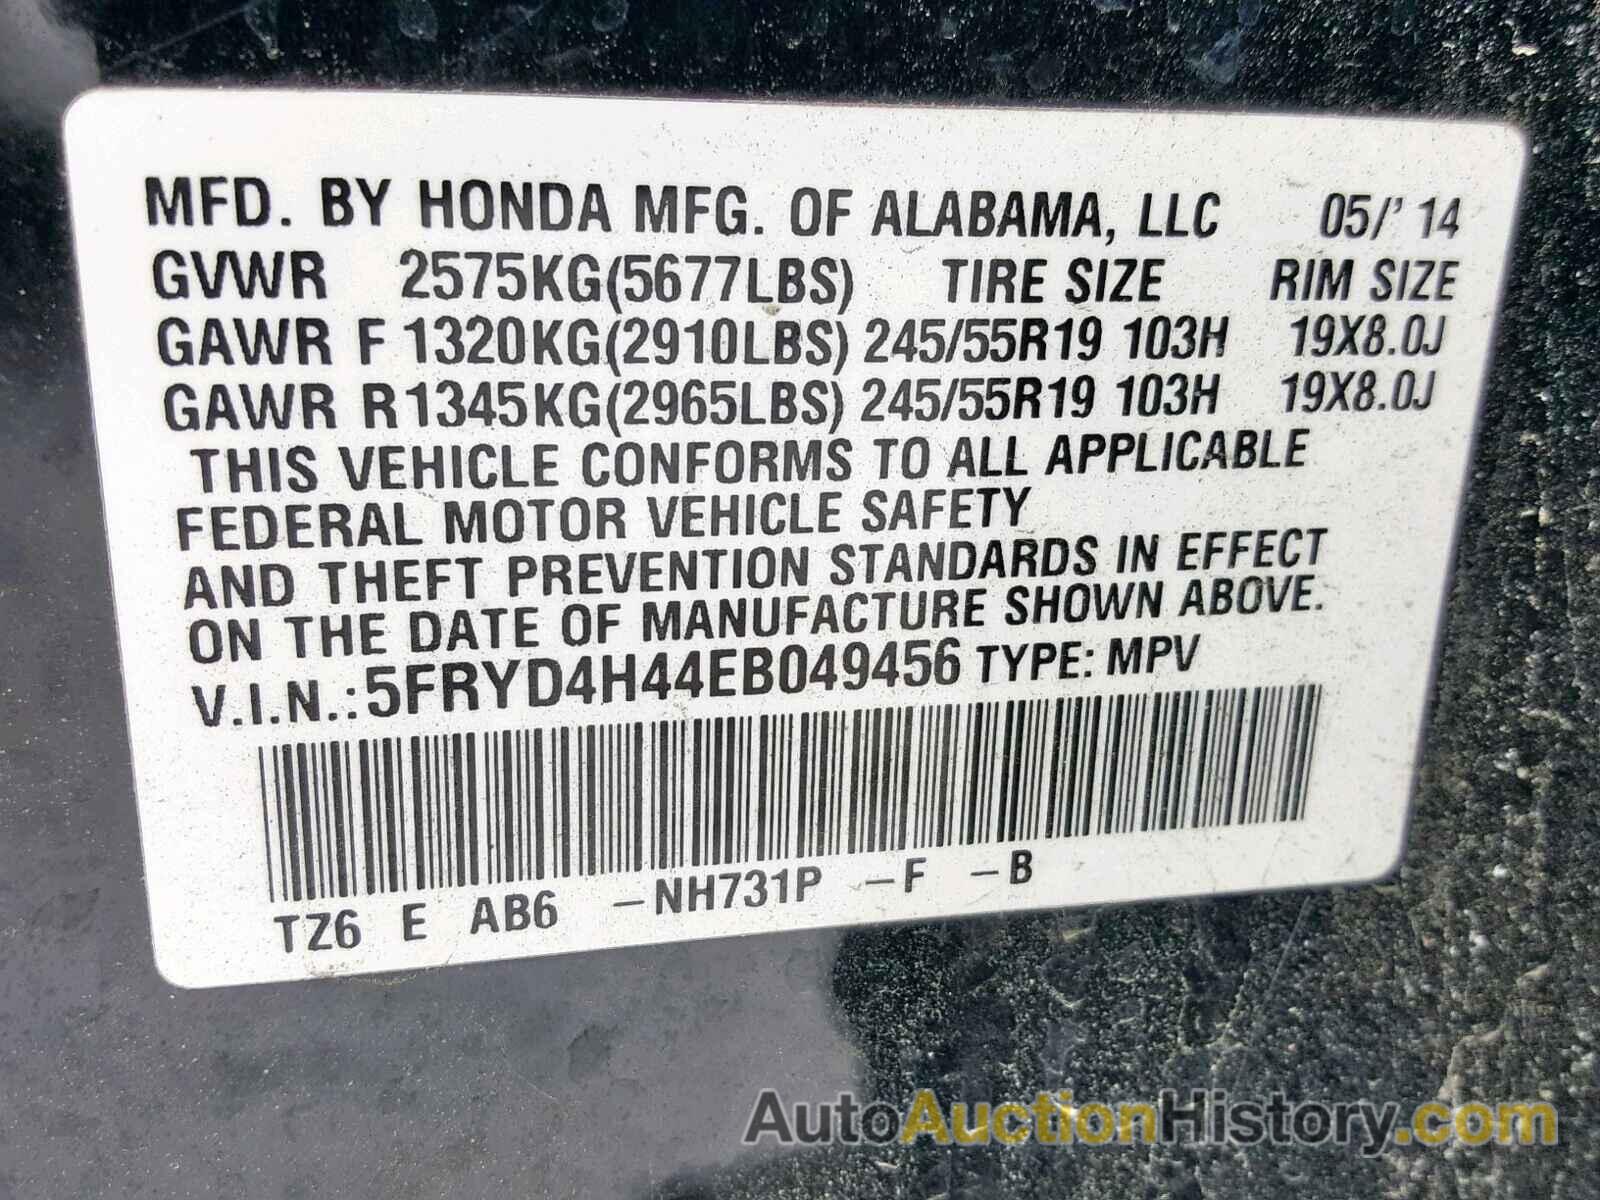 MFD. BY HONDA MFG. OF ALABAMA, LLC 05/' 14
GVWR 2575KG(5677LBS) TIRE SIZE RIM SIZE
GAWR F 1320KG(2910LBS) 245/55R19 103H 19X8.0J
GAWR R 1345KG(2965LBS) 245/55R19 103H 19X8.0J
THIS VEHICLE CONFORMS TO ALL APPLICABLE
FEDERAL MOTOR VEHICLE SAFETY
AND THEFT PREVENTION STANDARDS IN EFFECT
ON THE DATE OF MANUFACTURE SHOWN ABOVE.
V.I.N.:5FRYD4H44EB049456 TYPE: MPV
TZ6 E AB6 -NH731P -F -B
AutoAuctionHistory.com